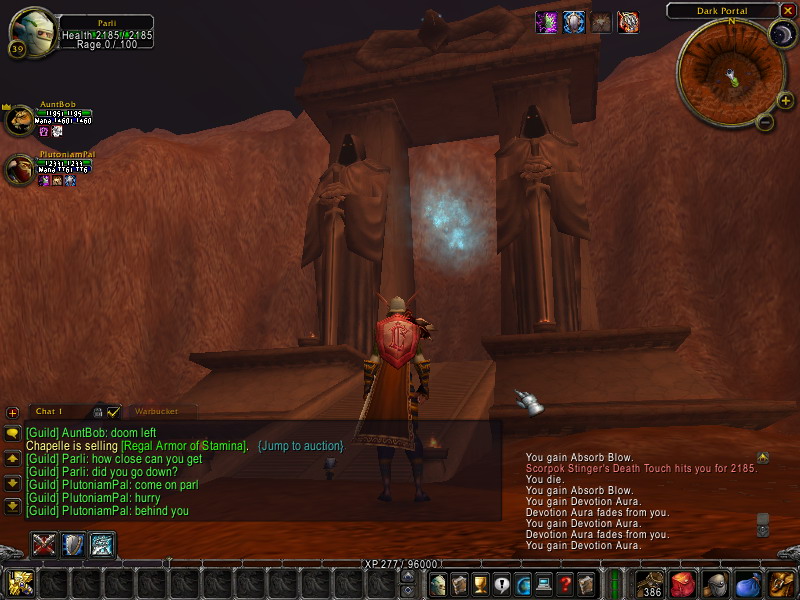 Parli
Health 2185 / 2185
Rage 0 / 100
39
Dark Portal
N
AuntBob
1195 1195
Mana 1460 1460
PlutoniamPal
1233 1233
Chat 1
Warbucket
[Guild] AuntBob: doom left
Chapelle is selling [Regal Armor of Stamina]. {Jump to auction}
[Guild] Parli: how close can you get
[Guild] Parli: did you go down?
[Guild] PlutoniamPal: come on parl
[Guild] PlutoniamPal: hurry
[Guild] PlutoniamPal: behind you
You gain Absorb Blow.
Scorpok Stinger's Death Touch hits you for 2185.
You die.
You gain Absorb Blow.
You gain Devotion Aura.
Devotion Aura fades from you.
You gain Devotion Aura.
Devotion Aura fades from you.
You gain Devotion Aura.
XP 277 / 96000
386